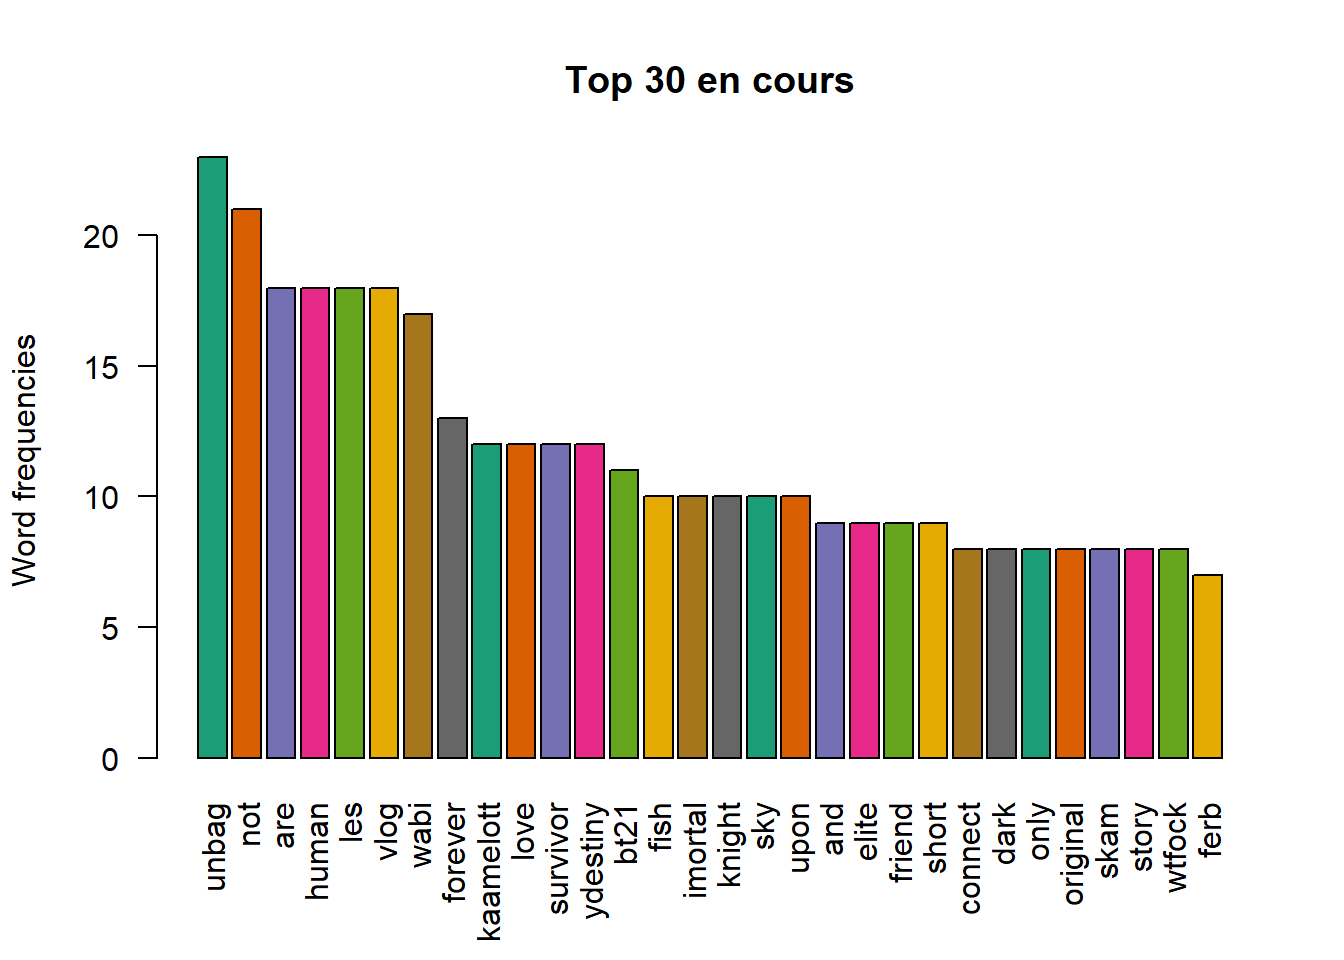 Top 30 en cours
Word frequencies
20
15
10
5
0
unbag
not
are
human
les
vlog
wabi
forever
kaamelott
love
survivor
ydestiny
bt21
fish
imortal
knight
sky
upon
and
elite
friend
short
connect
dark
only
original
skam
story
wtfock
ferb